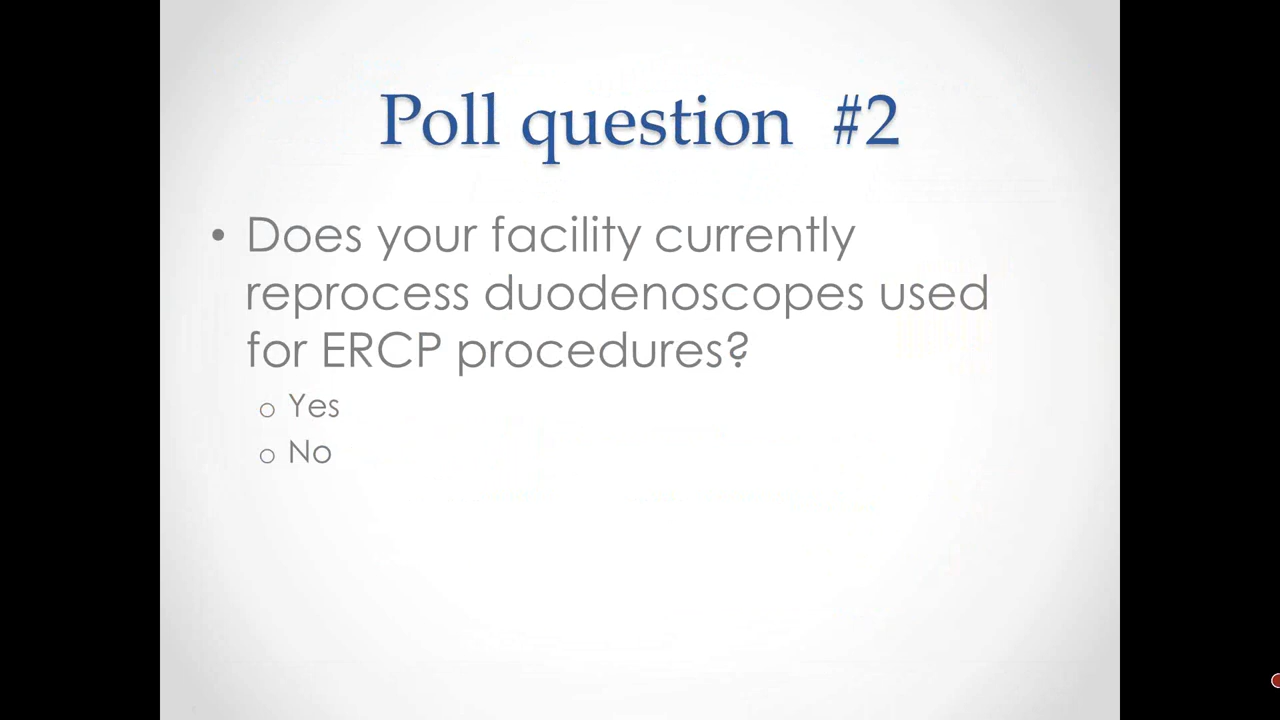 Poll question #2
• Does your facility currently
reprocess duodenoscopes used
for ERCP procedures?
o Yes
o No